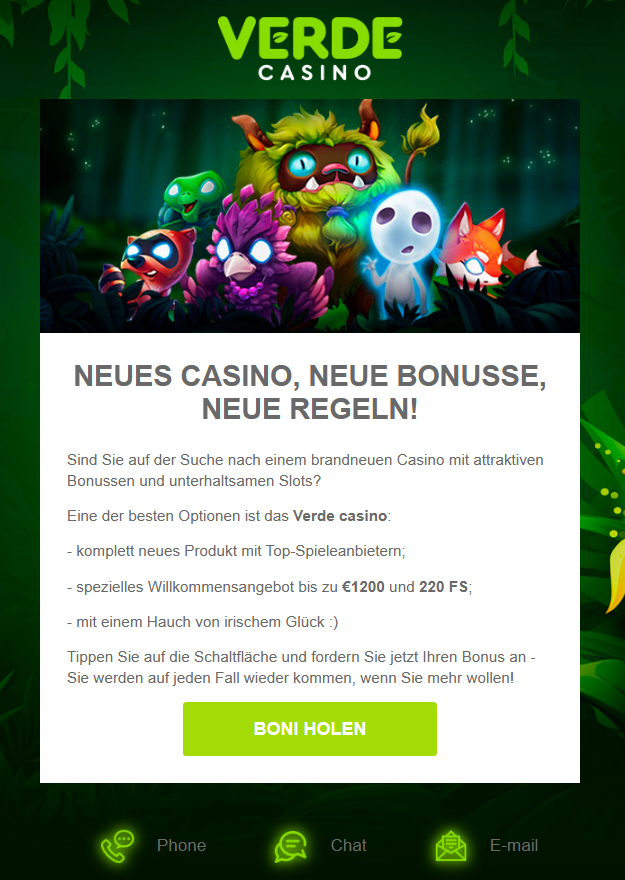 VERDE
CASINO
NEUES CASINO, NEUE BONUSSE,
NEUE REGELN!
Sind Sie auf der Suche nach einem brandneuen Casino mit attraktiven
Bonussen und unterhaltsamen Slots?
Eine der besten Optionen ist das Verde casino:
- komplett neues Produkt mit Top-Spieleanbietern;
- spezielles Willkommensangebot bis zu €1200 und 220 FS;
- mit einem Hauch von irischem Glück :)
Tippen Sie auf die Schaltfläche und fordern Sie jetzt Ihren Bonus an -
Sie werden auf jeden Fall wieder kommen, wenn Sie mehr wollen!
BONI HOLEN
Phone Chat E-mail